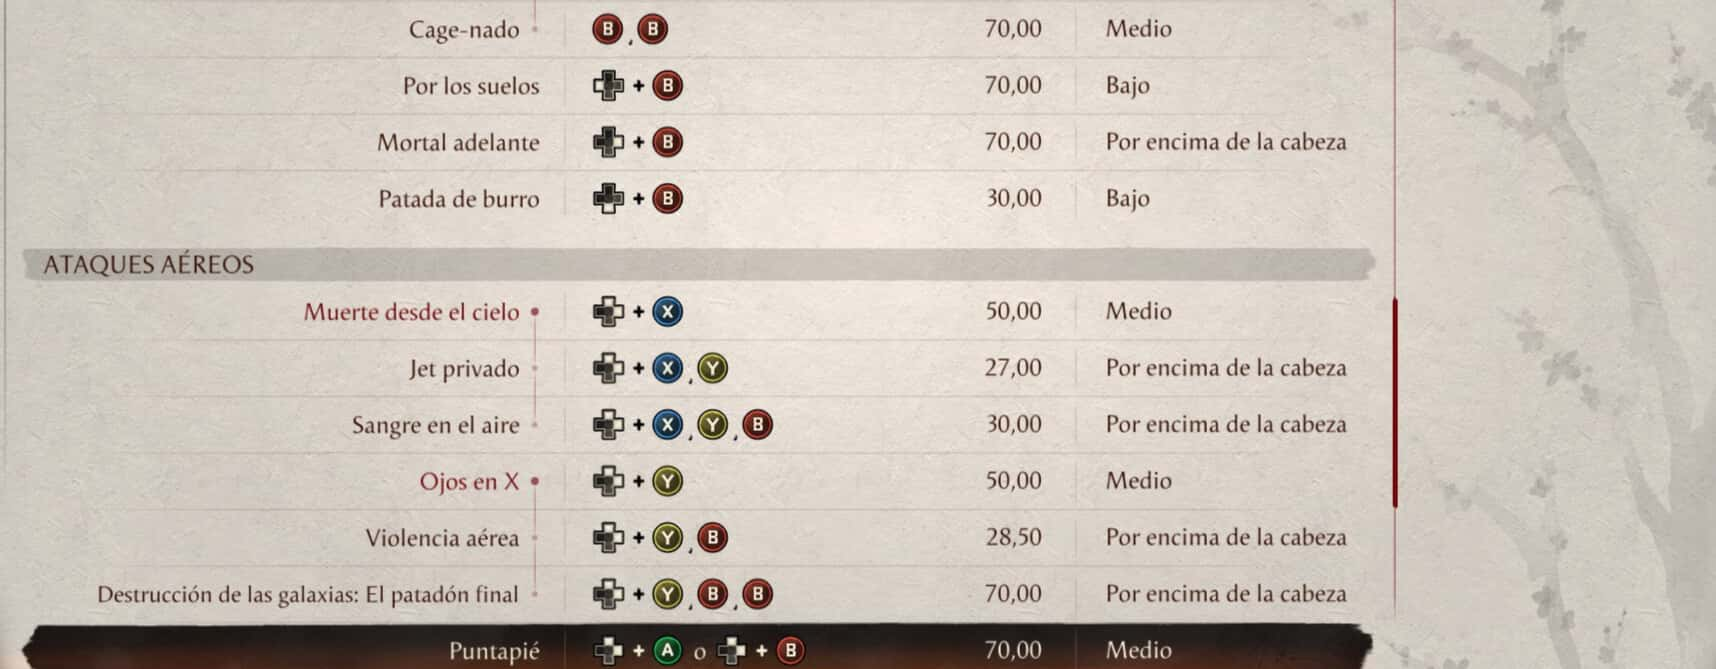 Cage-nado B , B 70,00 Medio
Por los suelos + B 70,00 Bajo
Mortal adelante + B 70,00 Por encima de la cabeza
Patada de burro + B 30,00 Bajo
ATAQUES AÉREOS
Muerte desde el cielo + X 50,00 Medio
Jet privado + X , Y 27,00 Por encima de la cabeza
Sangre en el aire + X , Y , B 30,00 Por encima de la cabeza
Ojos en X + Y 50,00 Medio
Violencia aérea + Y , B 28,50 Por encima de la cabeza
Destrucción de las galaxias: El patadón final + Y , B , B 70,00 Por encima de la cabeza
Puntapié + A o + B 70,00 Medio